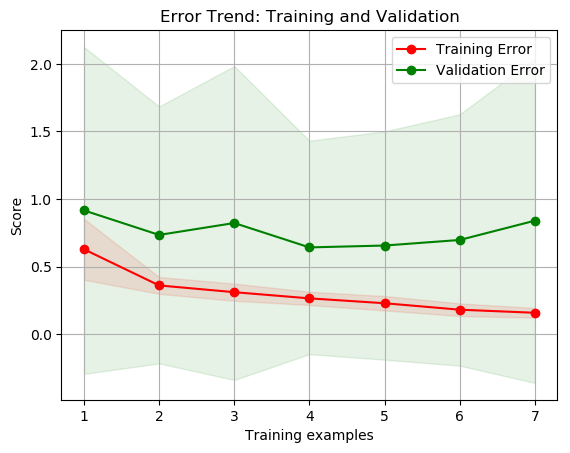 Error Trend: Training and Validation
Training Error
Validation Error
2.0
1.5
1.0
0.5
0.0
Score
1 2 3 4 5 6 7
Training examples